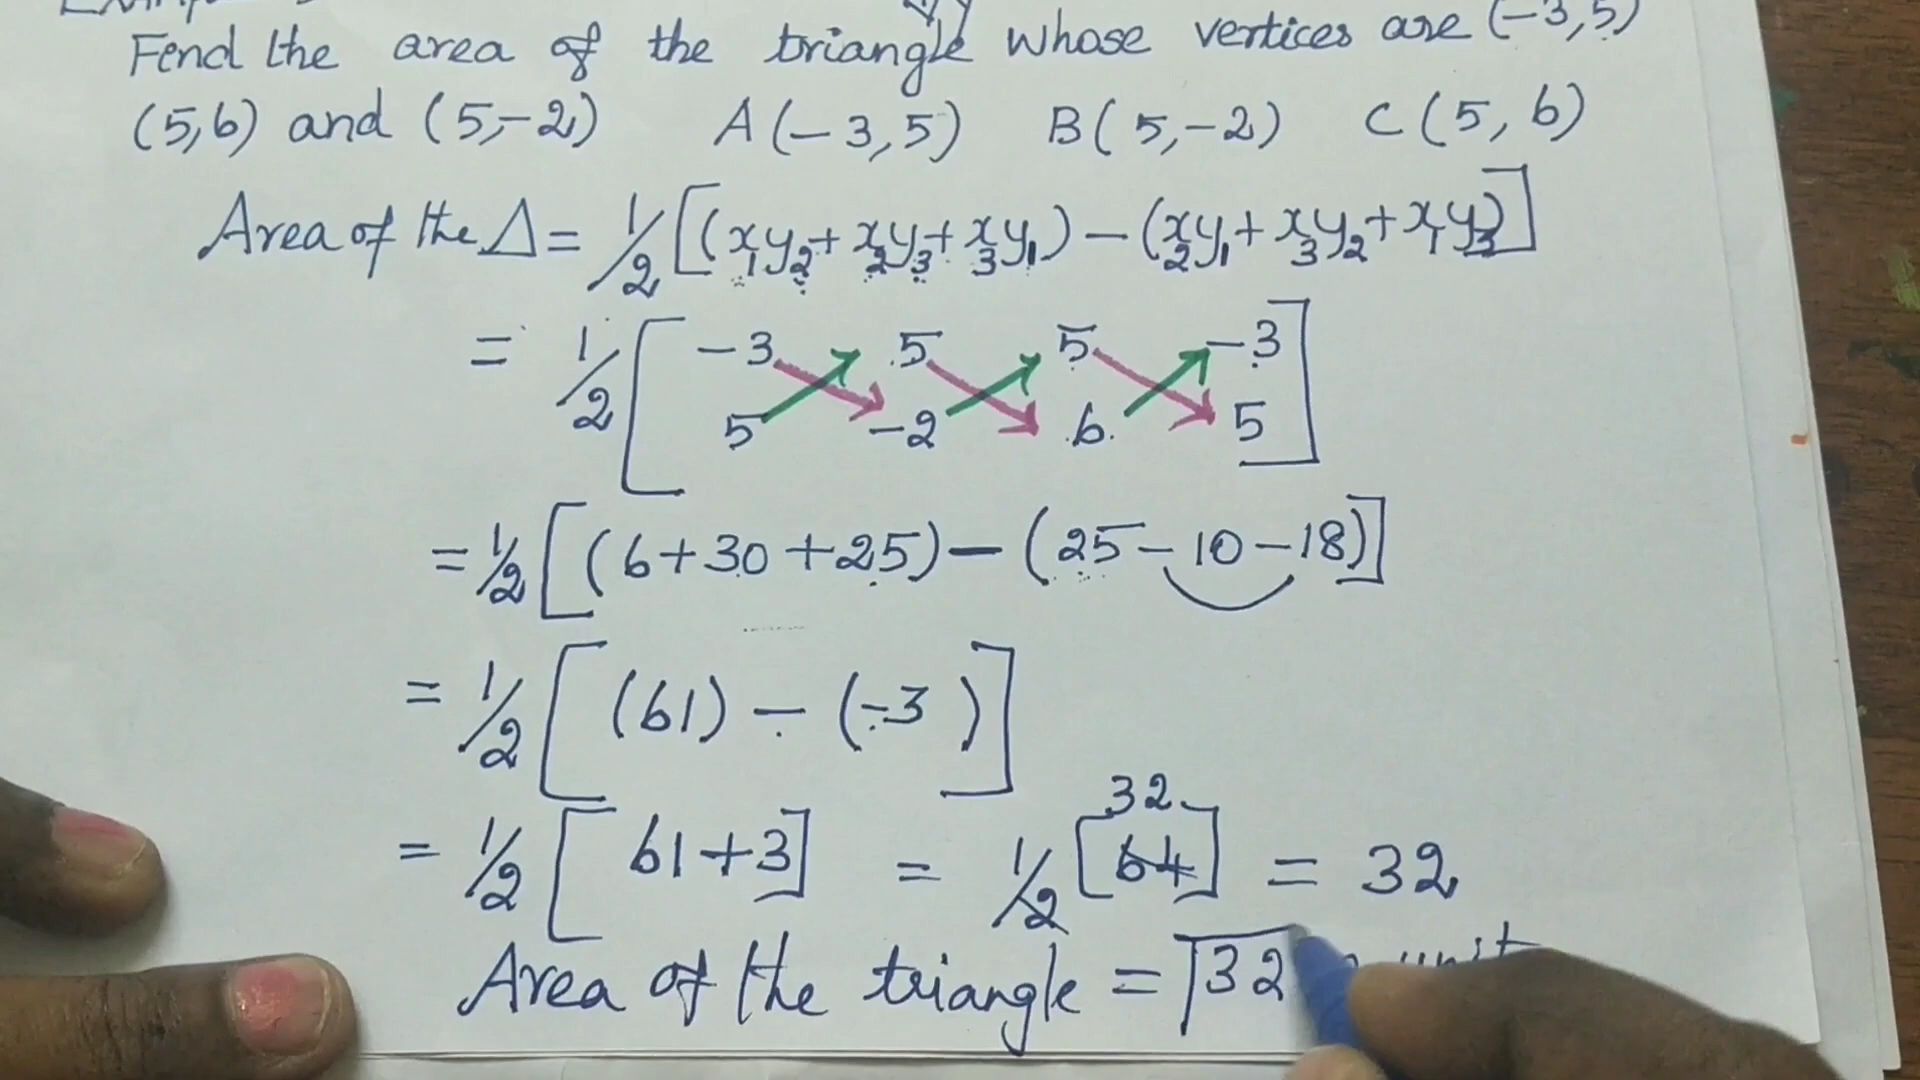 Fend the area of the triangle whose vertices are (-3,5)
(5,6) and (5,-2) A(-3,5) B(5,-2) C(5,6)
Area of the Δ = 1/2 [(x₁y₂ + x₂y₃ + x₃y₁) - (x₂y₁ + x₃y₂ + x₁y₃)]
= 1/2 [ -3 5 5 -3
5 -2 6 5 ]
= 1/2 [(6+30+25) - (25-10-18)]
= 1/2 [(61) - (-3)]
32
= 1/2 [61+3] = 1/2 [64] = 32
Area of the triangle = 32